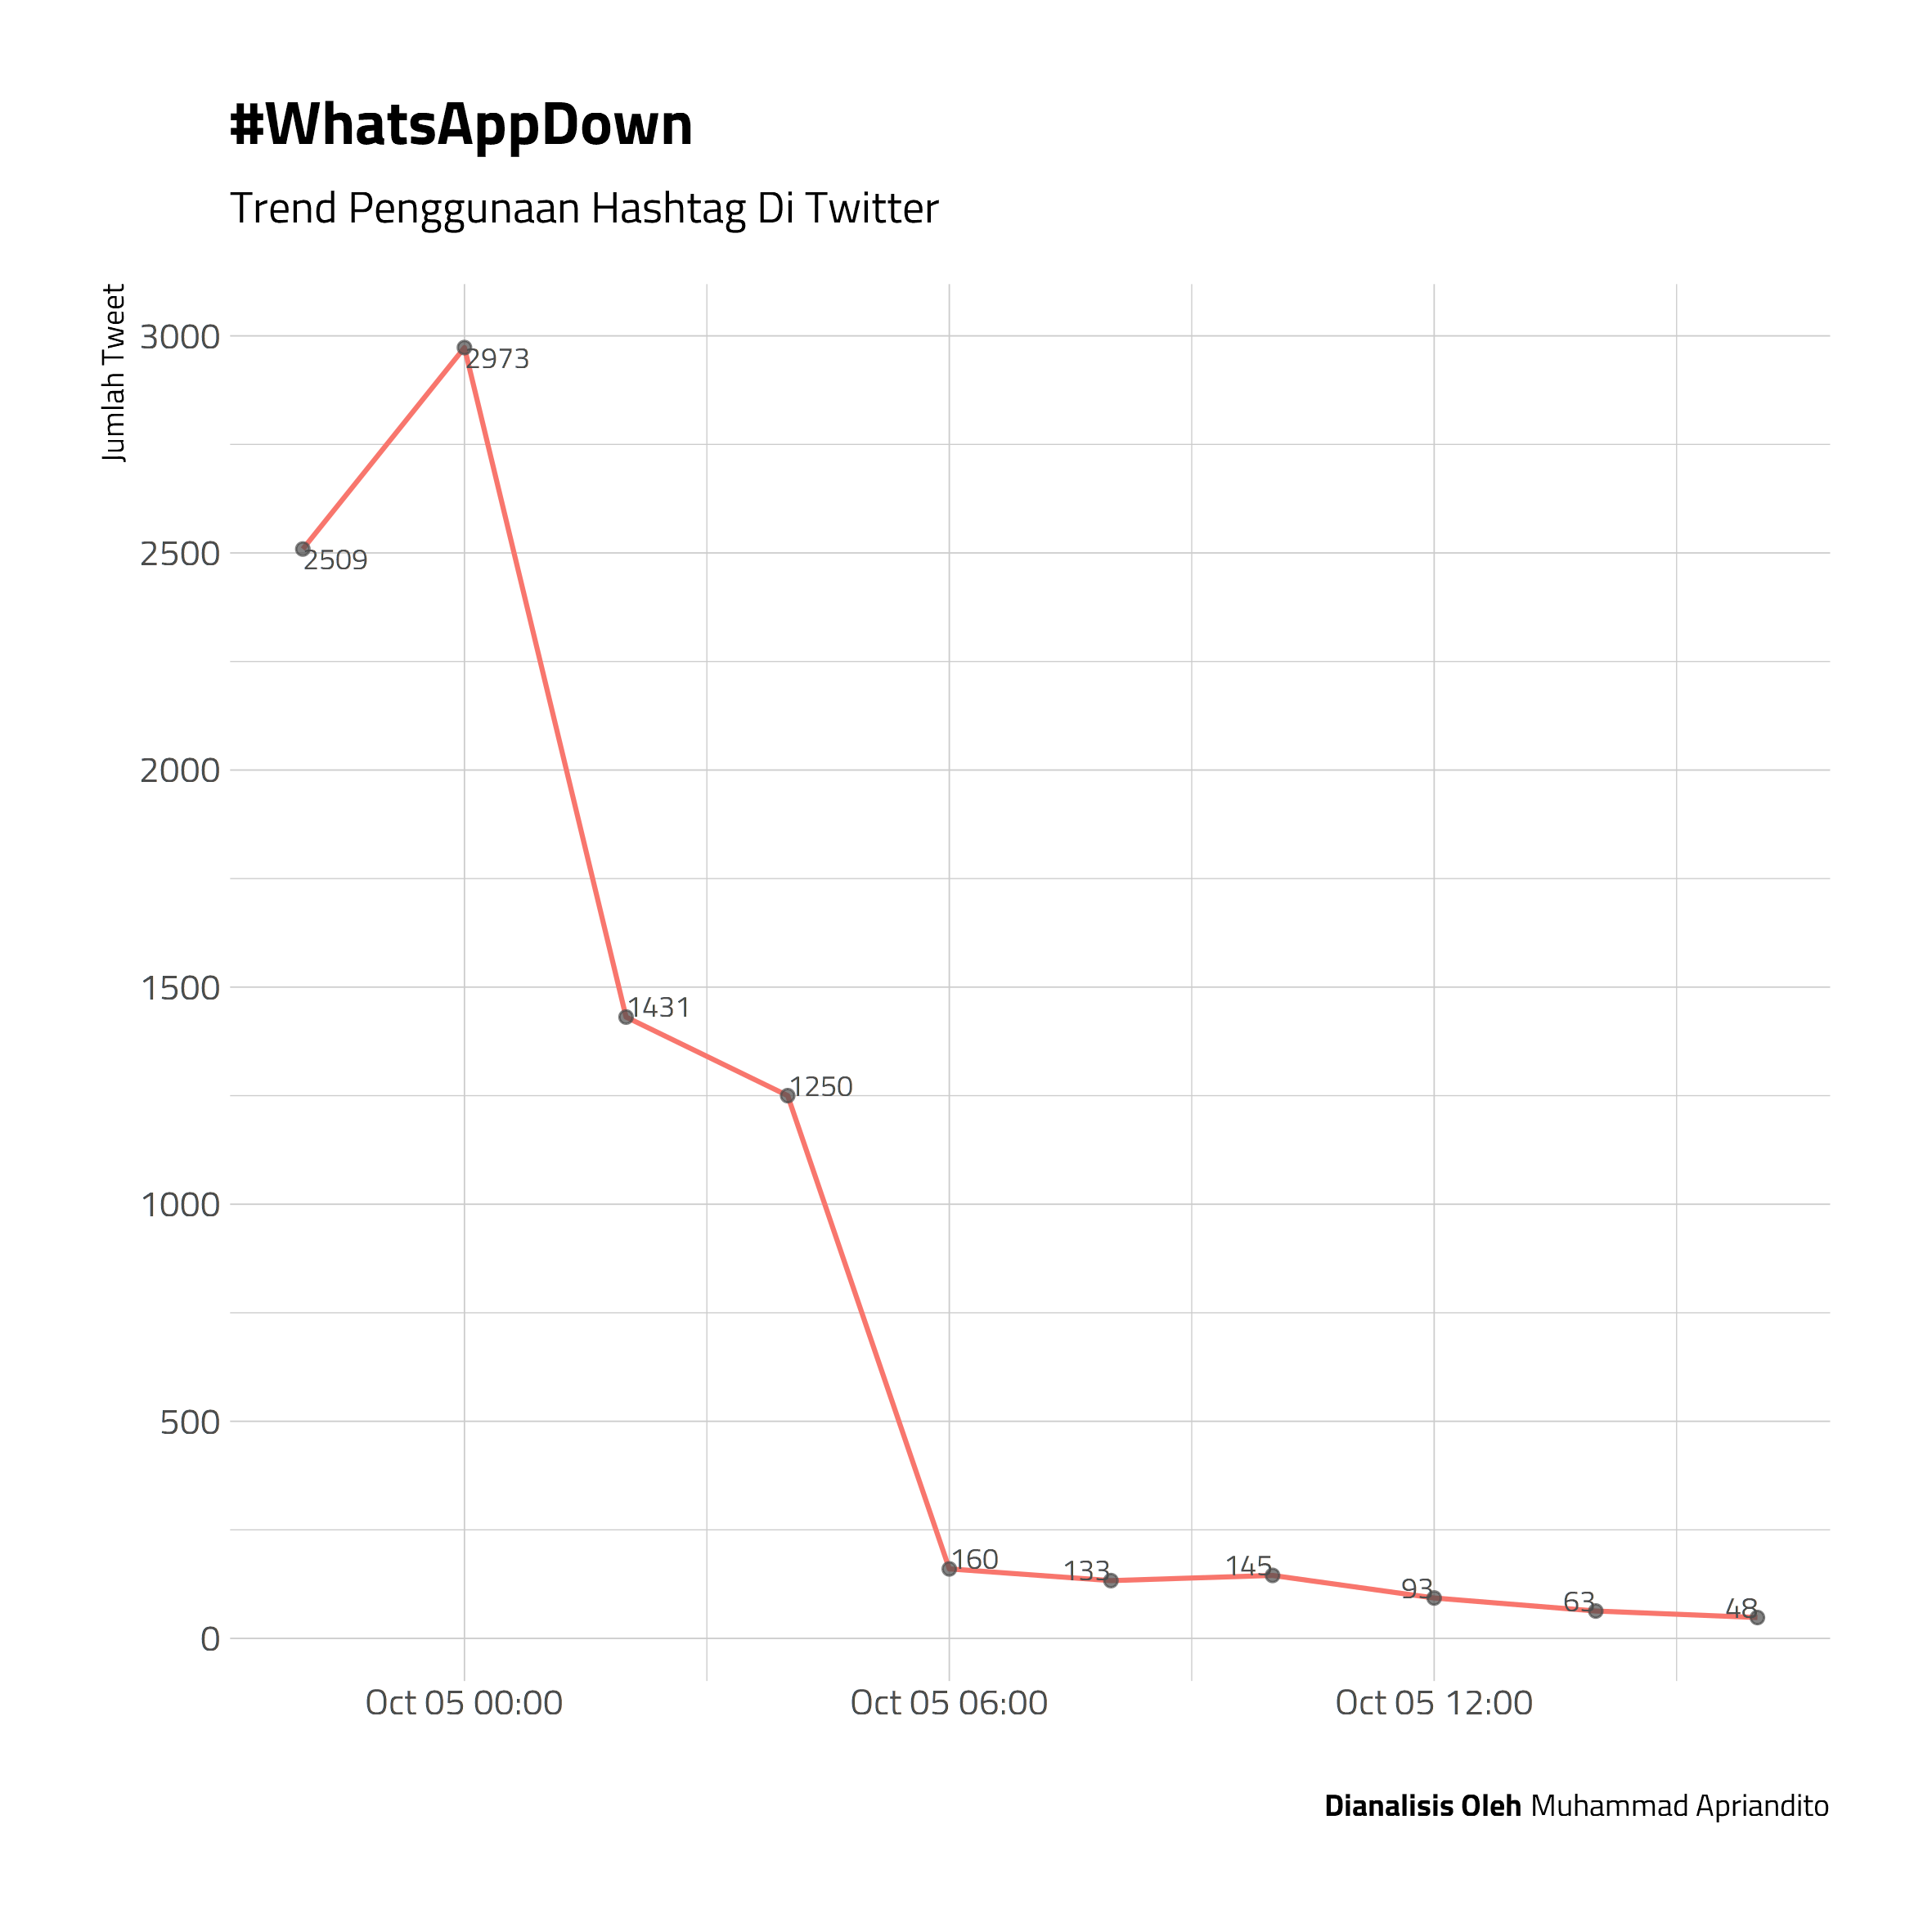 #WhatsAppDown
Trend Penggunaan Hashtag Di Twitter
Jumlah Tweet
3000
2500
2000
1500
1000
500
0
2509
2973
1431
1250
160
133
145
93
63
48
Oct 05 00:00
Oct 05 06:00
Oct 05 12:00
Dianalisis Oleh Muhammad Apriandito